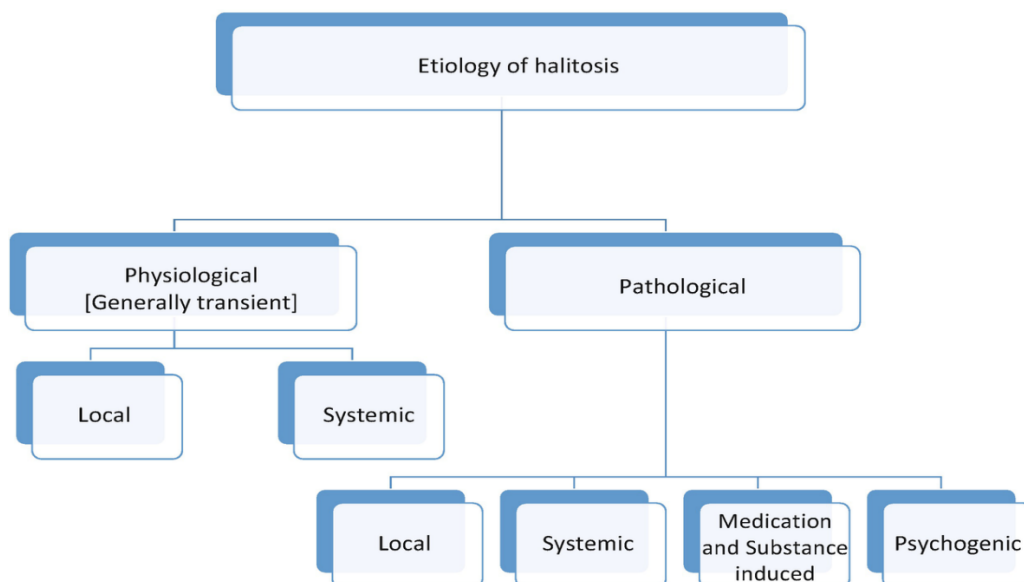 Etiology of halitosis
Physiological
[Generally transient]
Pathological
Local
Systemic
Local
Systemic
Medication
and Substance
induced
Psychogenic